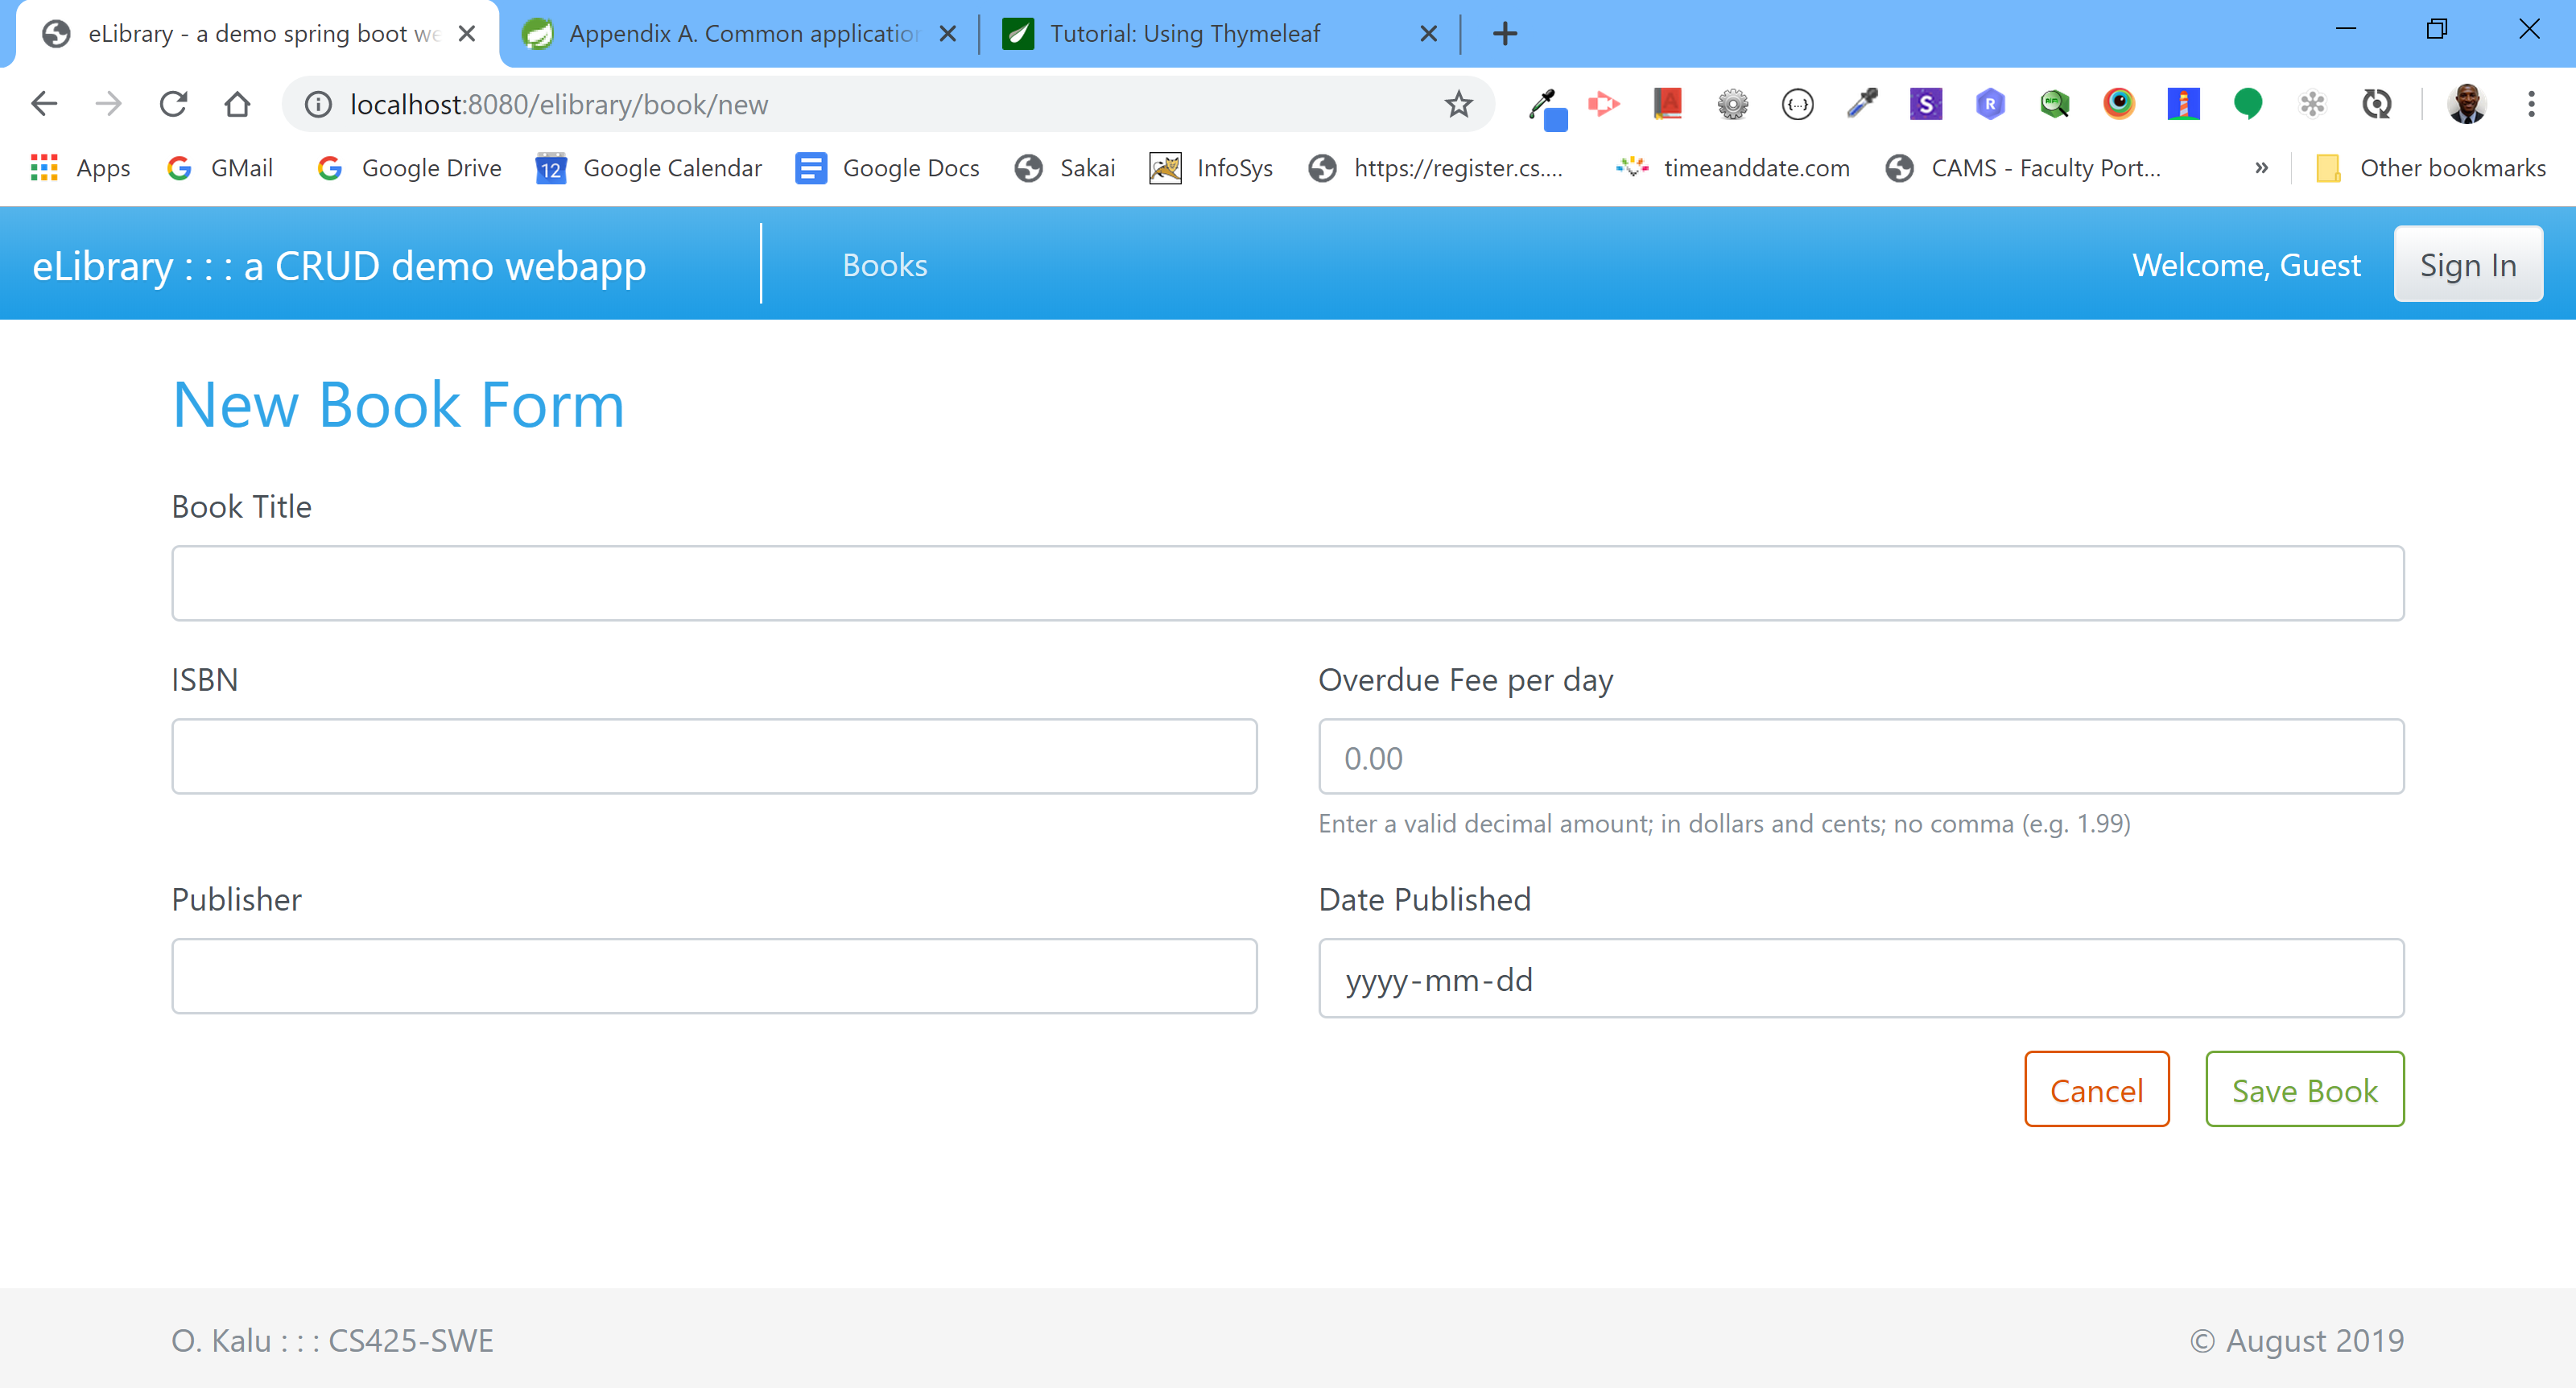 eLibrary - a demo spring boot we
Appendix A. Common application
Tutorial: Using Thymeleaf
localhost:8080/elibrary/book/new
Apps
GMail
Google Drive
12
Google Calendar
Google Docs
Sakai
InfoSys
https://register.cs....
timeanddate.com
CAMS - Faculty Port...
»
Other bookmarks
eLibrary : : : a CRUD demo webapp
Books
Welcome, Guest
Sign In
New Book Form
Book Title
ISBN
Overdue Fee per day
0.00
Enter a valid decimal amount; in dollars and cents; no comma (e.g. 1.99)
Publisher
Date Published
yyyy-mm-dd
Cancel
Save Book
O. Kalu : : : CS425-SWE
© August 2019